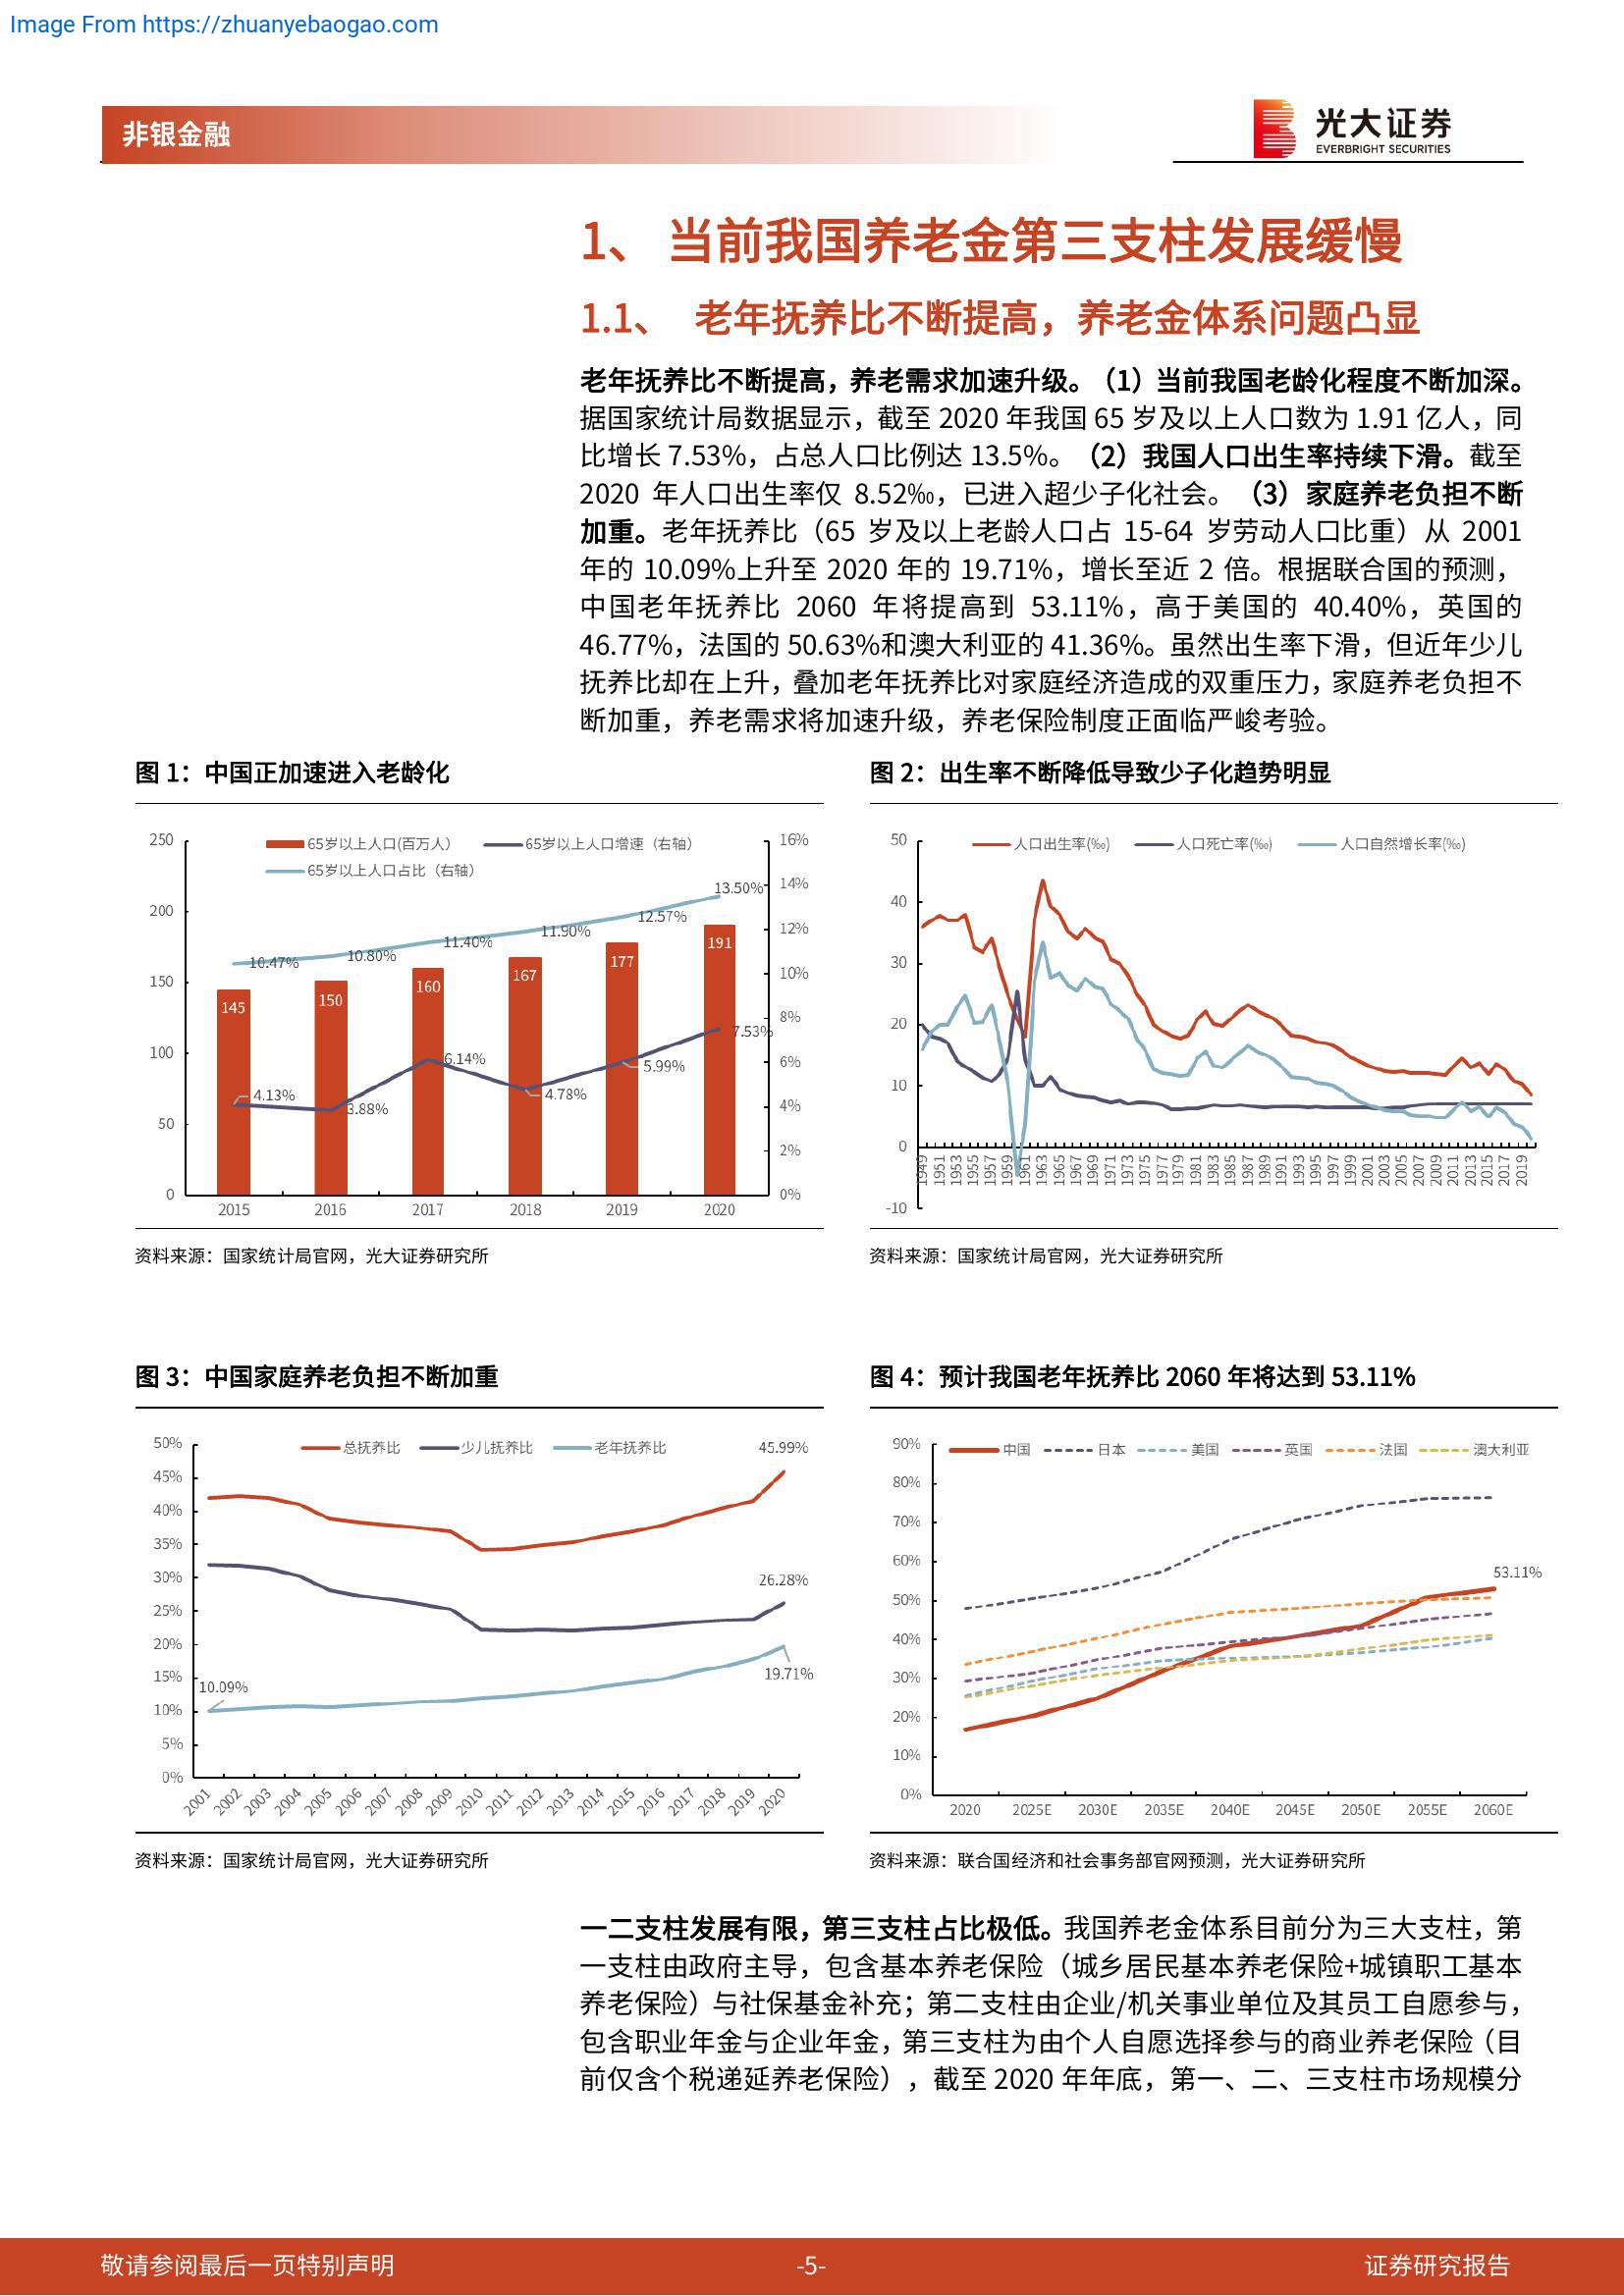 Image From https://zhuanyebaogao.com
非银金融
光大证券
EVERBRIGHT SECURITIES
1、 当前我国养老金第三支柱发展缓慢
1.1、 老年抚养比不断提高，养老金体系问题凸显
老年抚养比不断提高，养老需求加速升级。（1）当前我国老龄化程度不断加深。
据国家统计局数据显示，截至 2020 年我国 65 岁及以上人口数为 1.91 亿人，同
比增长 7.53%，占总人口比例达 13.5%。（2）我国人口出生率持续下滑。截至
2020 年人口出生率仅 8.52‰，已进入超少子化社会。（3）家庭养老负担不断
加重。老年抚养比（65 岁及以上老龄人口占 15-64 岁劳动人口比重）从 2001
年的 10.09%上升至 2020 年的 19.71%，增长至近 2 倍。根据联合国的预测，
中国老年抚养比 2060 年将提高到 53.11%，高于美国的 40.40%，英国的
46.77%，法国的 50.63%和澳大利亚的 41.36%。虽然出生率下滑，但近年少儿
抚养比却在上升，叠加老年抚养比对家庭经济造成的双重压力，家庭养老负担不
断加重，养老需求将加速升级，养老保险制度正面临严峻考验。
图 1：中国正加速进入老龄化
65岁以上人口(百万人） 65岁以上人口增速（右轴）
65岁以上人口占比（右轴）
250
200
150
100
50
0
16%
14%
12%
10%
8%
6%
4%
2%
0%
10.47% 10.80% 11.40% 11.90% 12.57% 13.50%
145 150 160 167 177 191
4.13% 3.88% 6.14% 4.78% 5.99% 7.53%
2015 2016 2017 2018 2019 2020
资料来源：国家统计局官网，光大证券研究所
图 2：出生率不断降低导致少子化趋势明显
人口出生率(‰) 人口死亡率(‰) 人口自然增长率(‰)
50
40
30
20
10
0
-10
1949 1951 1953 1955 1957 1959 1961 1963 1965 1967 1969 1971 1973 1975 1977 1979 1981 1983 1985 1987 1989 1991 1993 1995 1997 1999 2001 2003 2005 2007 2009 2011 2013 2015 2017 2019
资料来源：国家统计局官网，光大证券研究所
图 3：中国家庭养老负担不断加重
总抚养比 少儿抚养比 老年抚养比
50%
45%
40%
35%
30%
25%
20%
15%
10%
5%
0%
45.99%
26.28%
19.71%
10.09%
2001 2002 2003 2004 2005 2006 2007 2008 2009 2010 2011 2012 2013 2014 2015 2016 2017 2018 2019 2020
资料来源：国家统计局官网，光大证券研究所
图 4：预计我国老年抚养比 2060 年将达到 53.11%
中国 日本 美国 英国 法国 澳大利亚
90%
80%
70%
60%
50%
40%
30%
20%
10%
0%
53.11%
2020 2025E 2030E 2035E 2040E 2045E 2050E 2055E 2060E
资料来源：联合国经济和社会事务部官网预测，光大证券研究所
一二支柱发展有限，第三支柱占比极低。我国养老金体系目前分为三大支柱，第
一支柱由政府主导，包含基本养老保险（城乡居民基本养老保险+城镇职工基本
养老保险）与社保基金补充；第二支柱由企业/机关事业单位及其员工自愿参与，
包含职业年金与企业年金，第三支柱为由个人自愿选择参与的商业养老保险（目
前仅含个税递延养老保险），截至 2020 年年底，第一、二、三支柱市场规模分
敬请参阅最后一页特别声明
-5-
证券研究报告